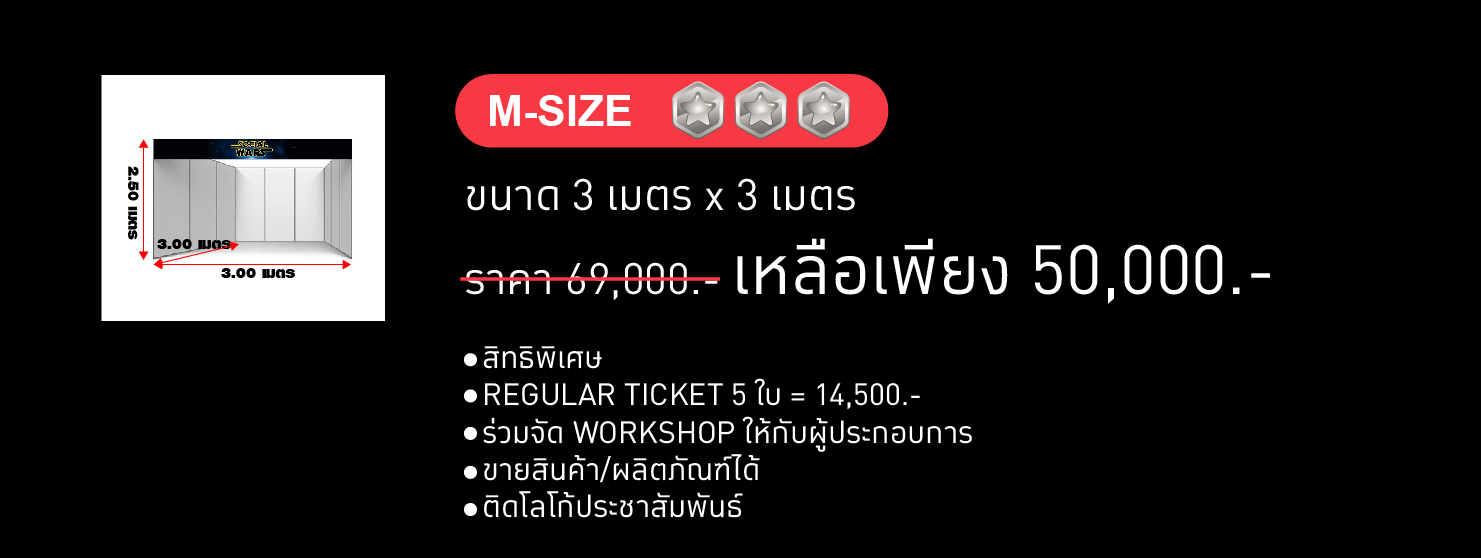 SOCIAL
WARS
2.50 เมตร
3.00 เมตร
3.00 เมตร
M-SIZE
ขนาด 3 เมตร x 3 เมตร
ราคา 69,000.- เหลือเพียง 50,000.-
●สิทธิพิเศษ
●REGULAR TICKET 5 ใบ = 14,500.-
●ร่วมจัด WORKSHOP ให้กับผู้ประกอบการ
●ขายสินค้า/ผลิตภัณฑ์ได้
●ติดโลโก้ประชาสัมพันธ์